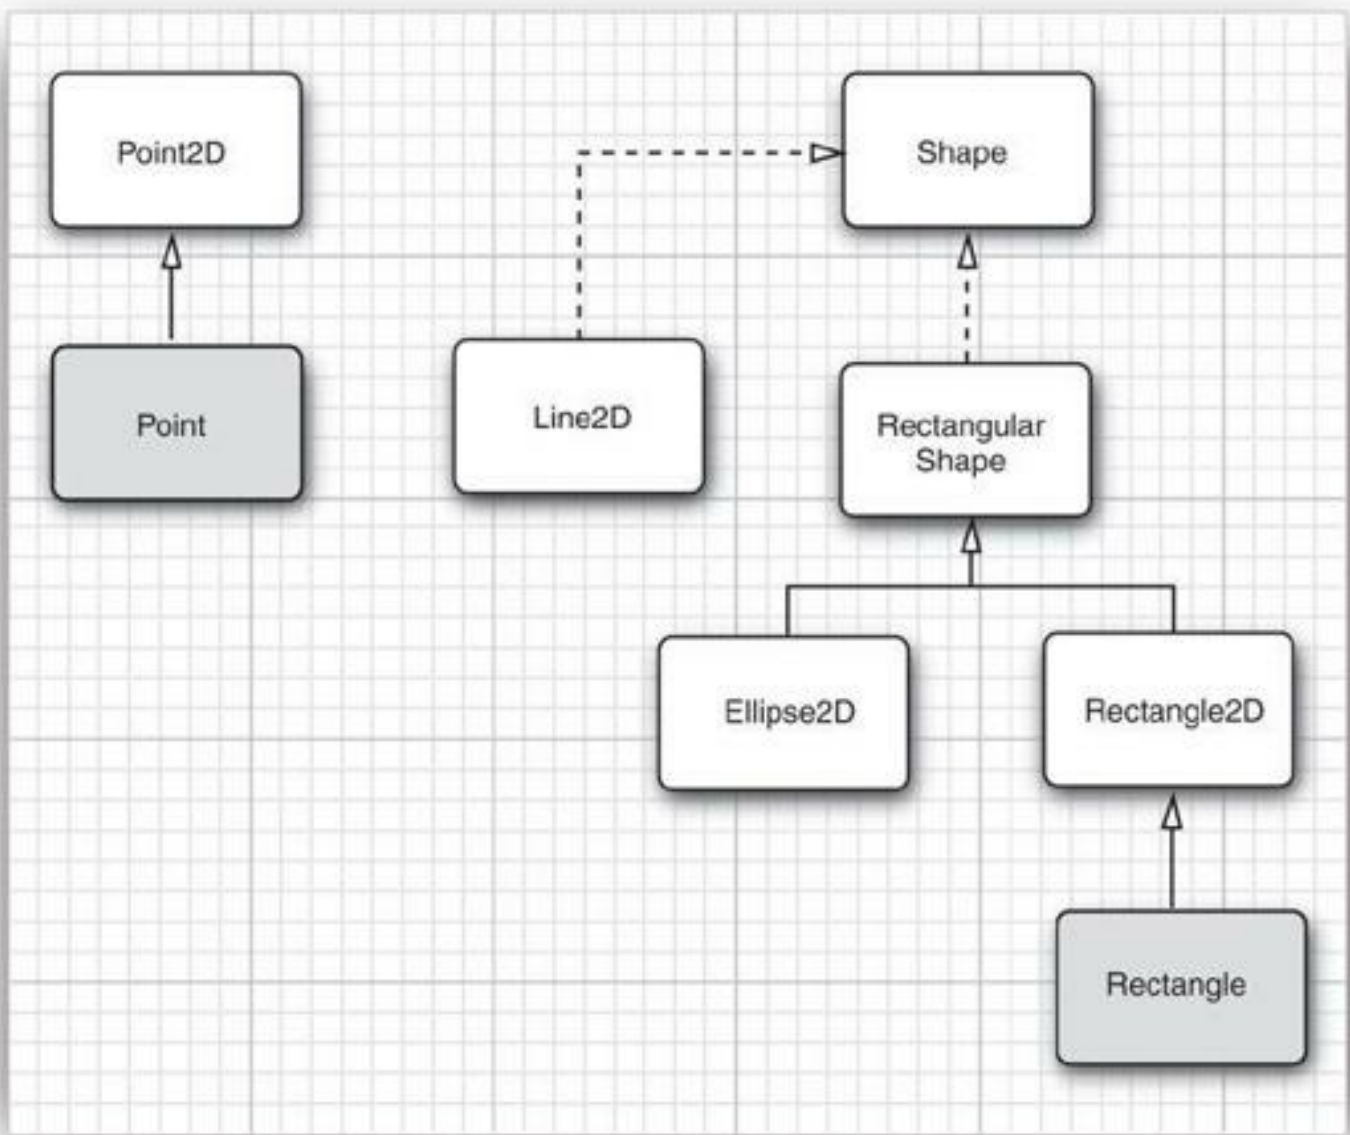 Point2D
Shape
Point
Line2D
Rectangular
Shape
Ellipse2D
Rectangle2D
Rectangle